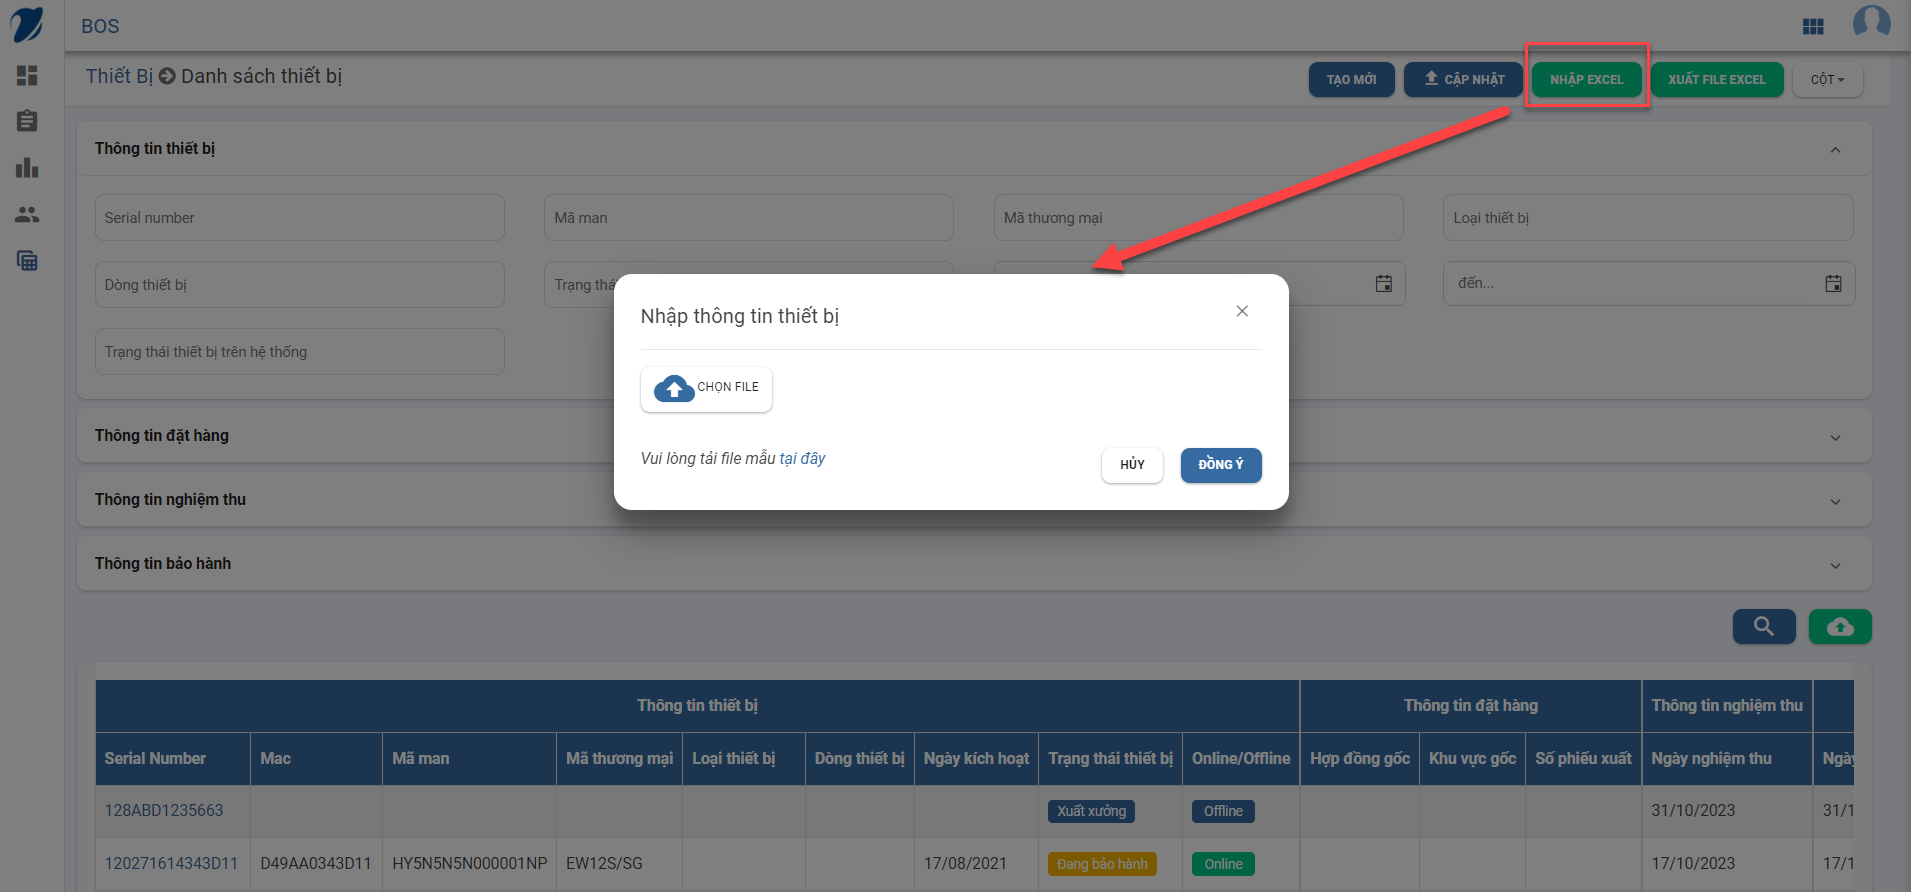 BOS
Thiết Bị Danh sách thiết bị
TẠO MỚI
CẬP NHẬT
NHẬP EXCEL
XUẤT FILE EXCEL
CỘT
Thông tin thiết bị
Serial number
Mã man
Mã thương mại
Loại thiết bị
Dòng thiết bị
Trạng thá
đến...
Trạng thái thiết bị trên hệ thống
Nhập thông tin thiết bị
CHỌN FILE
Vui lòng tải file mẫu tại đây
HỦY
ĐỒNG Ý
Thông tin đặt hàng
Thông tin nghiệm thu
Thông tin bảo hành
Thông tin thiết bị Thông tin đặt hàng Thông tin nghiệm thu
Serial Number Mac Mã man Mã thương mại Loại thiết bị Dòng thiết bị Ngày kích hoạt Trạng thái thiết bị Online/Offline Hợp đồng gốc Khu vực gốc Số phiếu xuất Ngày nghiệm thu Ngày
128ABD1235663 Xuất xưởng Offline 31/10/2023 31/1
120271614343D11 D49AA0343D11 HY5N5N5N000001NP EW12S/SG 17/08/2021 Đang bảo hành Online 17/10/2023 17/1